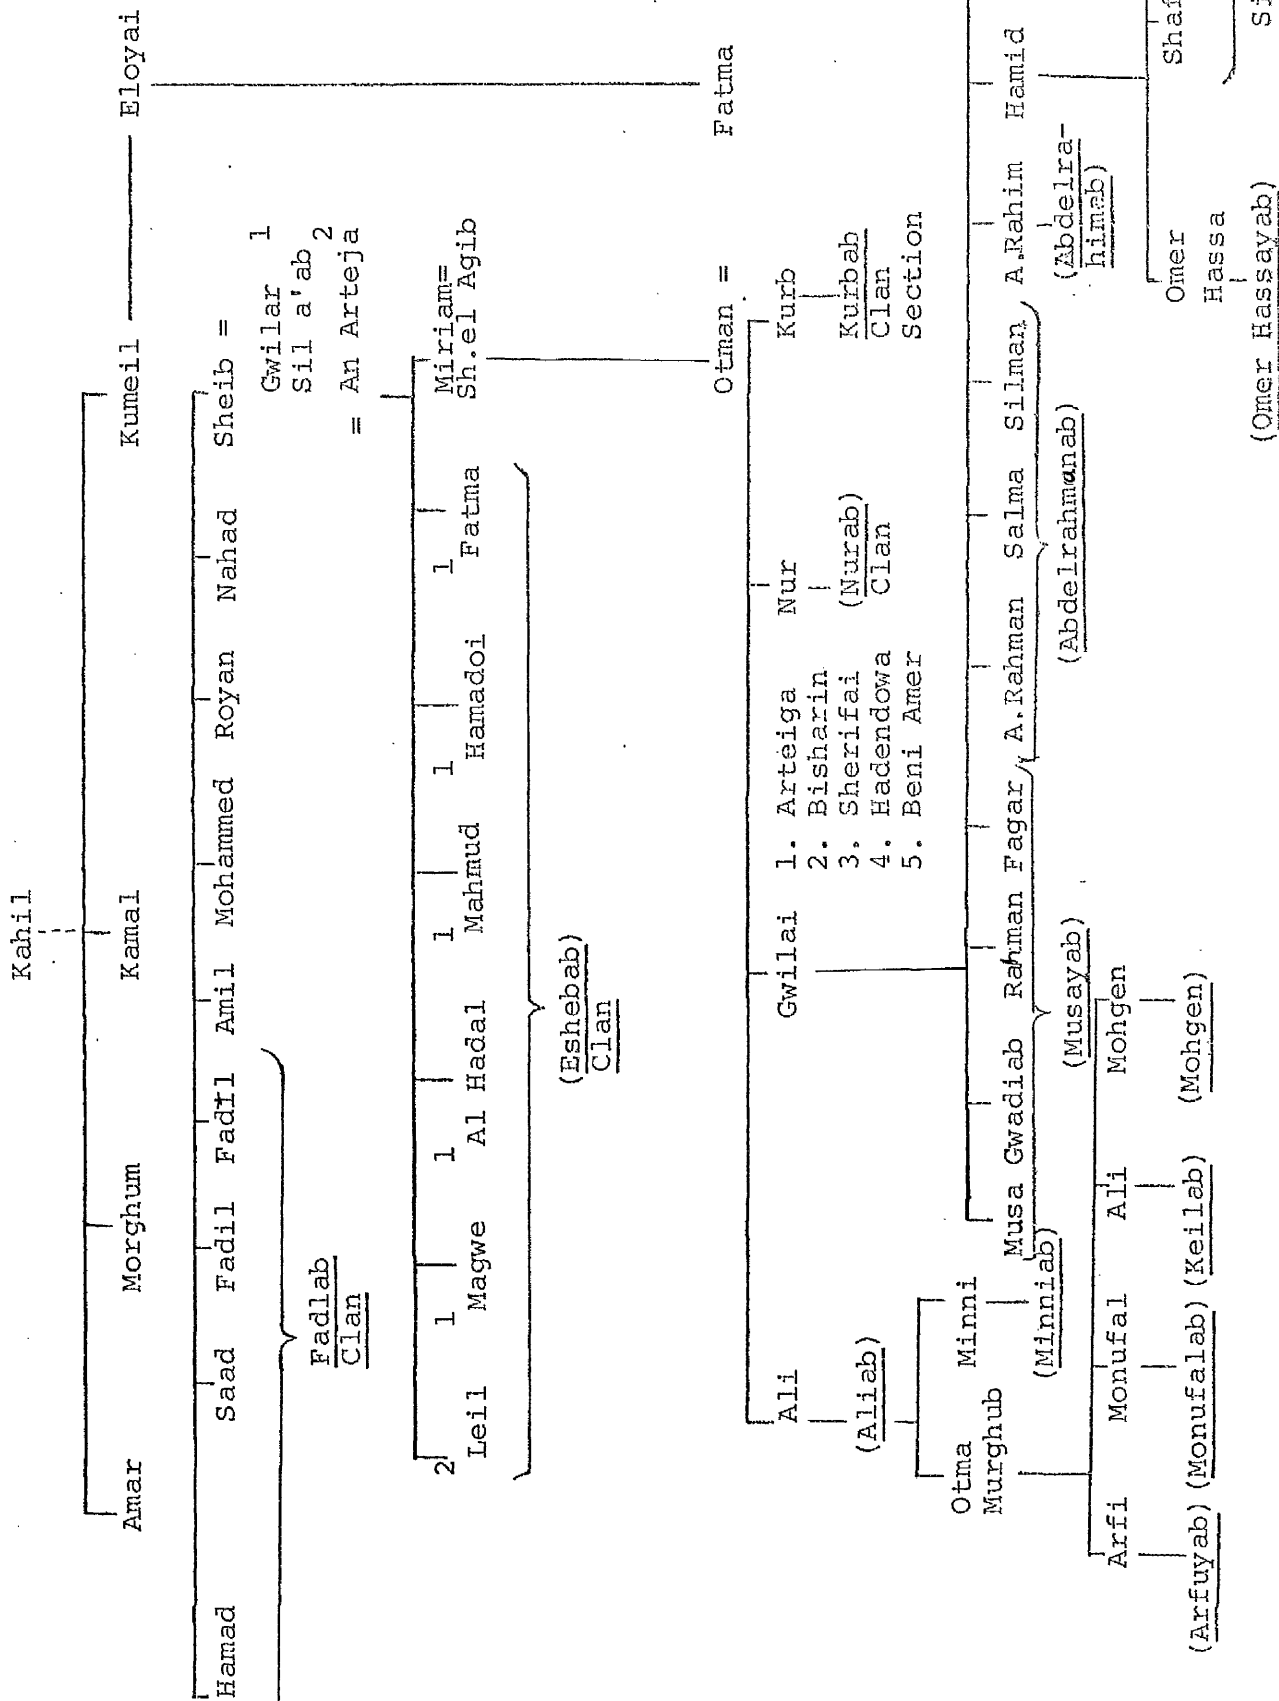 Kahil
Amar Morghum Kamal Kumeil Eloyai
Hamad Saad Fadil Fadil Amil Mohammed Royan Nahad Sheib =
Gwilar 1
Sil a'ab
= An Arteja 2
Fadlab
Clan
2 1 1 1 1 1 Miriam=
Leil Magwe Al Hadal Mahmud Hamadoi Fatma Sh.el Agib
(Eshebab)
Clan
Otman = Fatma
Ali Gwilai Nur Kurb
(Aliab) (Nurab) Kurbab
Clan Clan
Section
1. Arteiga
2. Bisharin
3. Sherifai
4. Hadendowa
5. Beni Amer
Otma Minni
Murghub
(Minniab)
Musa Gwadiab Rahman Fagar A.Rahman Salma Silman A.Rahim Hamid
(Musayab) (Abdelrahmanab) (Abdelra-
himab)
Arfi Monufal Ali Mohgen
(Arfuyab) (Monufalab) (Keilab) (Mohgen)
Omer
Hassa
(Omer Hassayab)